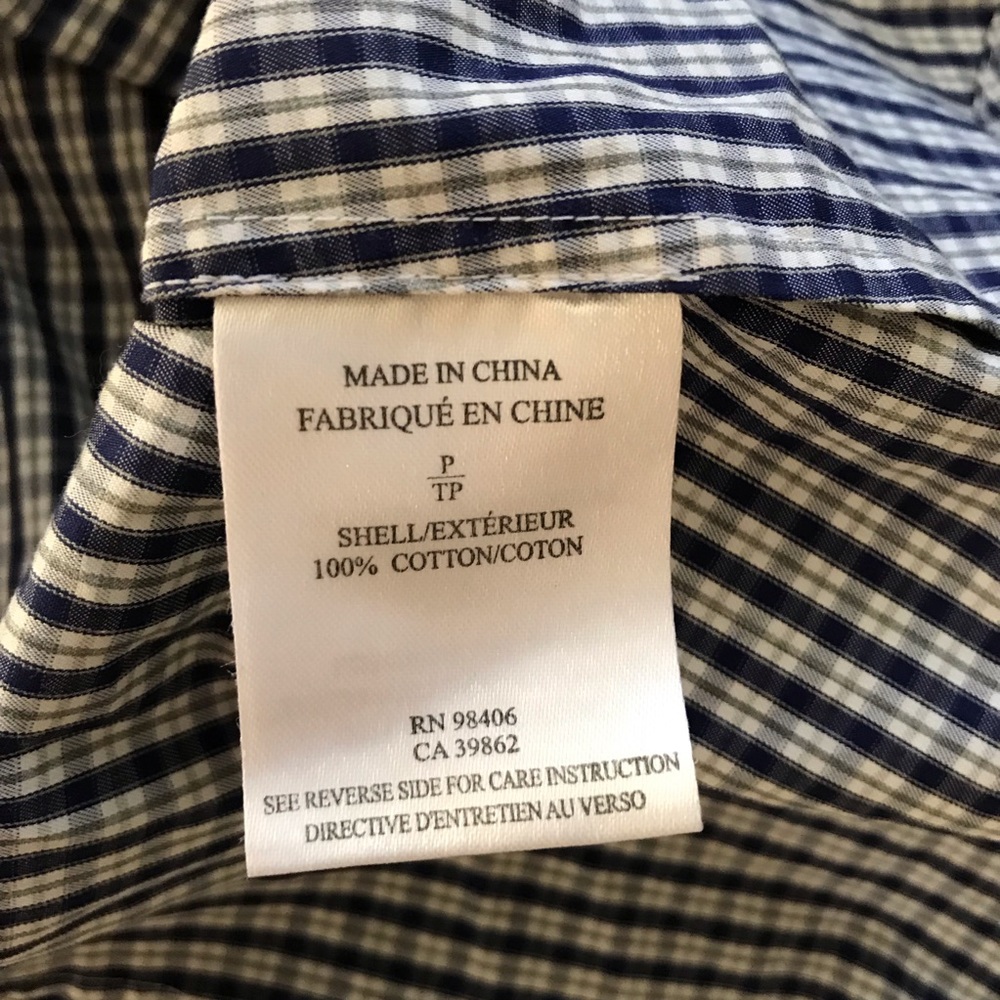 MADE IN CHINA
FABRIQUÉ EN CHINE
P
TP
SHELL/EXTÉRIEUR
100% COTTON/COTON
RN 98406
CA 39862
SEE REVERSE SIDE FOR CARE INSTRUCTION
DIRECTIVE D'ENTRETIEN AU VERSO